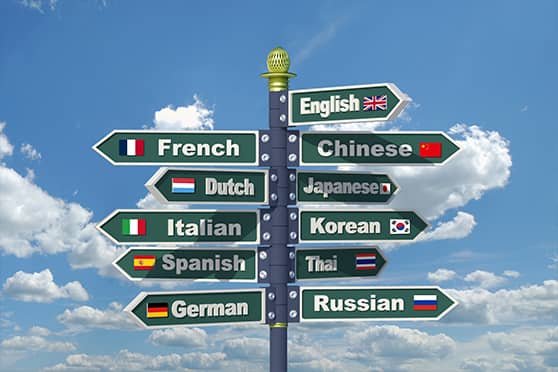 English
French
Chinese
Dutch
Japanese
Italian
Korean
Spanish
Thai
German
Russian